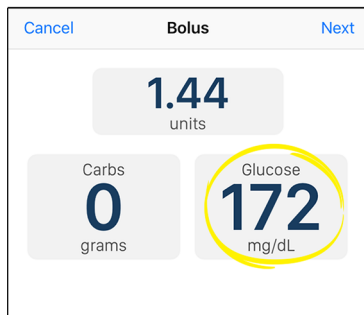 Cancel Bolus Next
1.44
units
Carbs
0
grams
Glucose
172
mg/dL